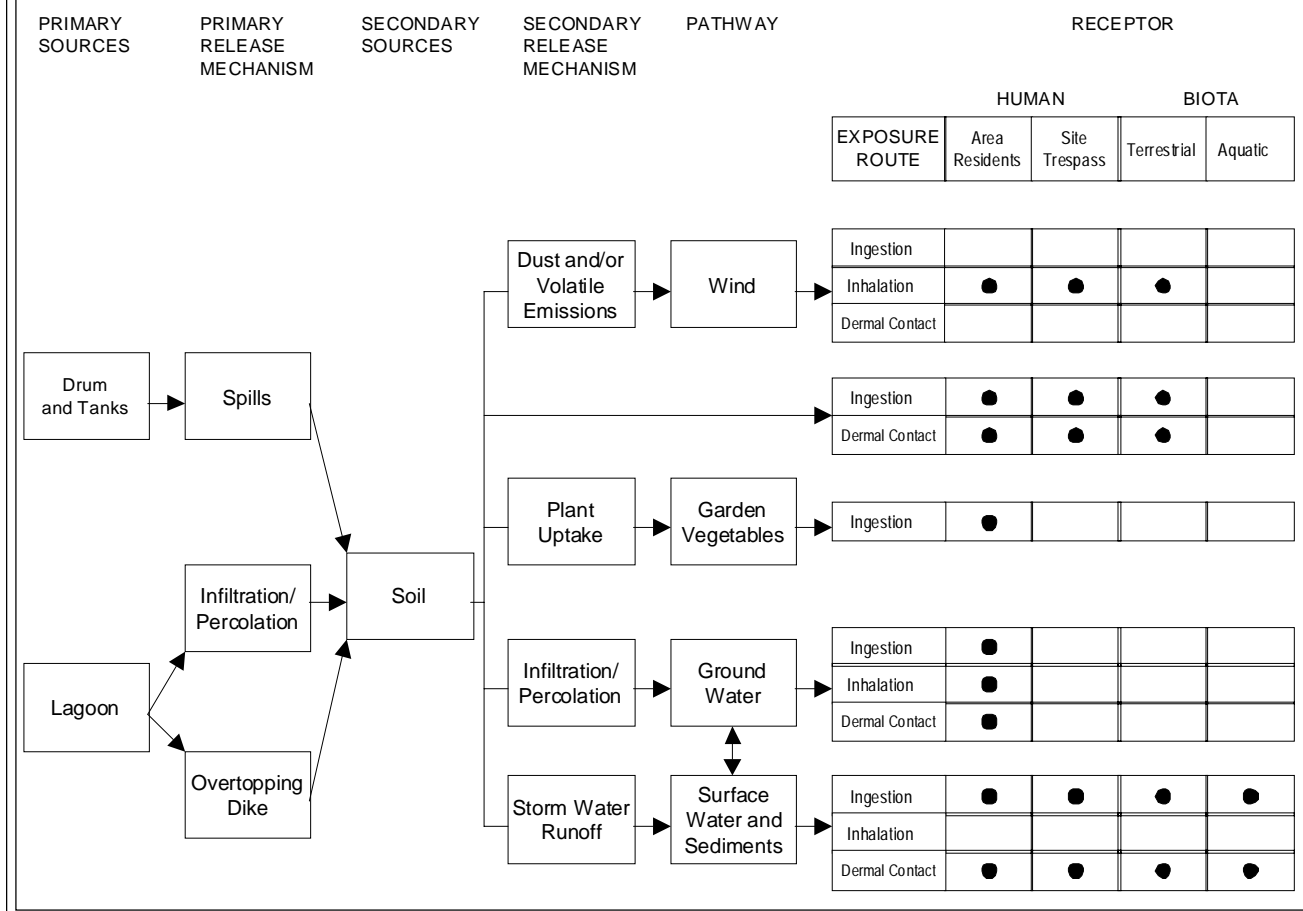 PRIMARY
SOURCES
PRIMARY
RELEASE
MECHANISM
SECONDARY
SOURCES
SECONDARY
RELEASE
MECHANISM
PATHWAY
RECEPTOR
HUMAN
BIOTA
EXPOSURE
ROUTE
Area
Residents
Site
Trespass
Terrestrial
Aquatic
Dust and/or
Volatile
Emissions
Wind
Ingestion
Inhalation
Dermal Contact
Drum
and Tanks
Spills
Ingestion
Dermal Contact
Plant
Uptake
Garden
Vegetables
Ingestion
Infiltration/
Percolation
Soil
Lagoon
Infiltration/
Percolation
Ground
Water
Ingestion
Inhalation
Dermal Contact
Overtopping
Dike
Storm Water
Runoff
Surface
Water and
Sediments
Ingestion
Inhalation
Dermal Contact